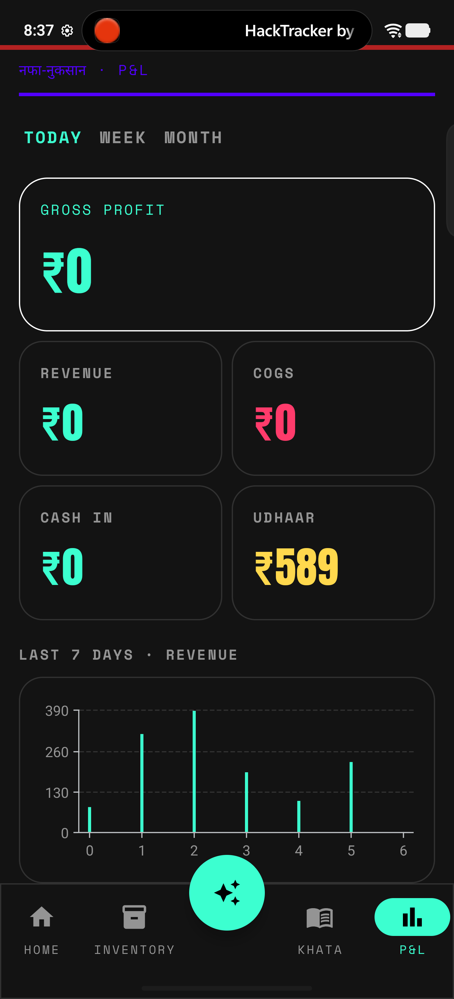 8:37
HackTracker by
नफा-नुकसान · P&L
TODAY WEEK MONTH
GROSS PROFIT
₹0
REVENUE COGS
₹0 ₹0
CASH IN UDHAAR
₹0 ₹589
LAST 7 DAYS · REVENUE
390
260
130
0
0 1 2 3 4 5 6
HOME INVENTORY KHATA P&L